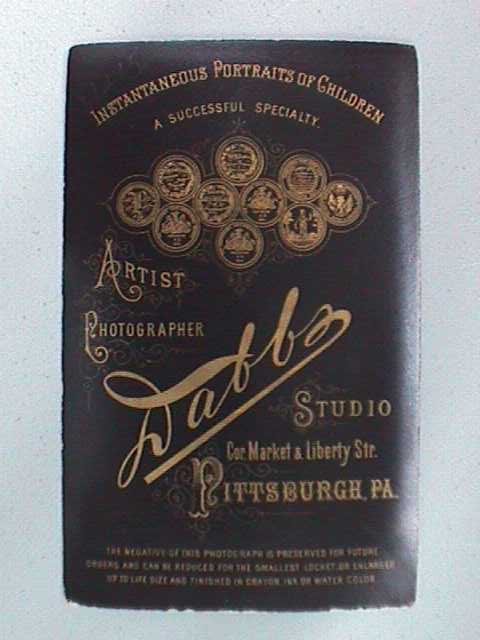 INSTANTANEOUS PORTRAITS OF CHILDREN
A SUCCESSFUL SPECIALTY.
ARTIST
PHOTOGRAPHER
Dabbs
STUDIO
Cor. Market & Liberty Str.
PITTSBURGH, PA.
THE NEGATIVE OF THIS PHOTOGRAPH IS PRESERVED FOR FUTURE
ORDERS AND CAN BE REDUCED FOR THE SMALLEST LOCKET, OR ENLARGED
UP TO LIFE SIZE AND FINISHED IN CRAYON, INK OR WATER COLOR